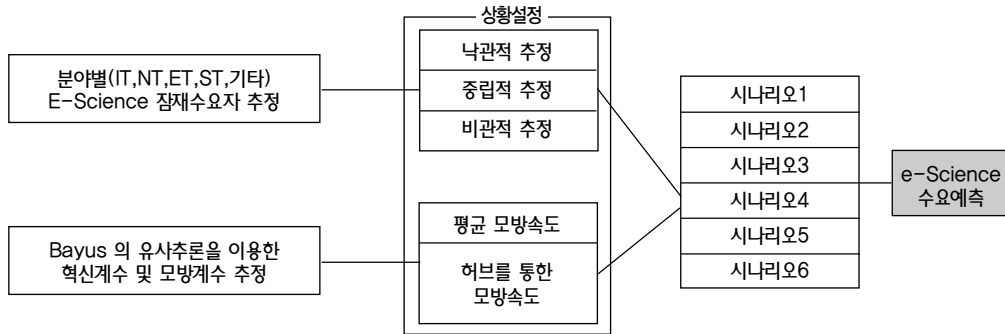 상황설정
분야별(IT,NT,ET,ST,기타)
E-Science 잠재수요자 추정
낙관적 추정
중립적 추정
비관적 추정
Bayus 의 유사추론을 이용한
혁신계수 및 모방계수 추정
평균 모방속도
허브를 통한
모방속도
시나리오1
시나리오2
시나리오3
시나리오4
시나리오5
시나리오6
e-Science
수요예측